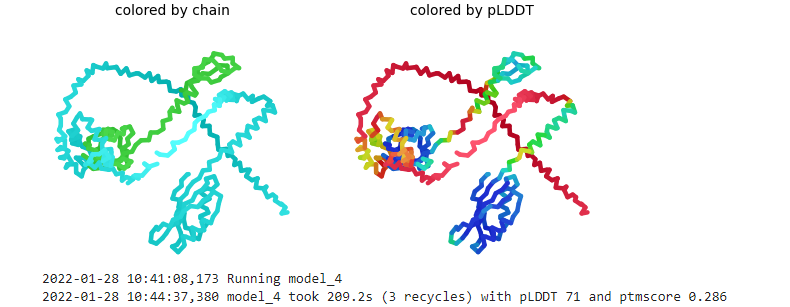 colored by chain
colored by pLDDT
2022-01-28 10:41:08,173 Running model_4
2022-01-28 10:44:37,380 model_4 took 209.2s (3 recycles) with pLDDT 71 and ptmscore 0.286